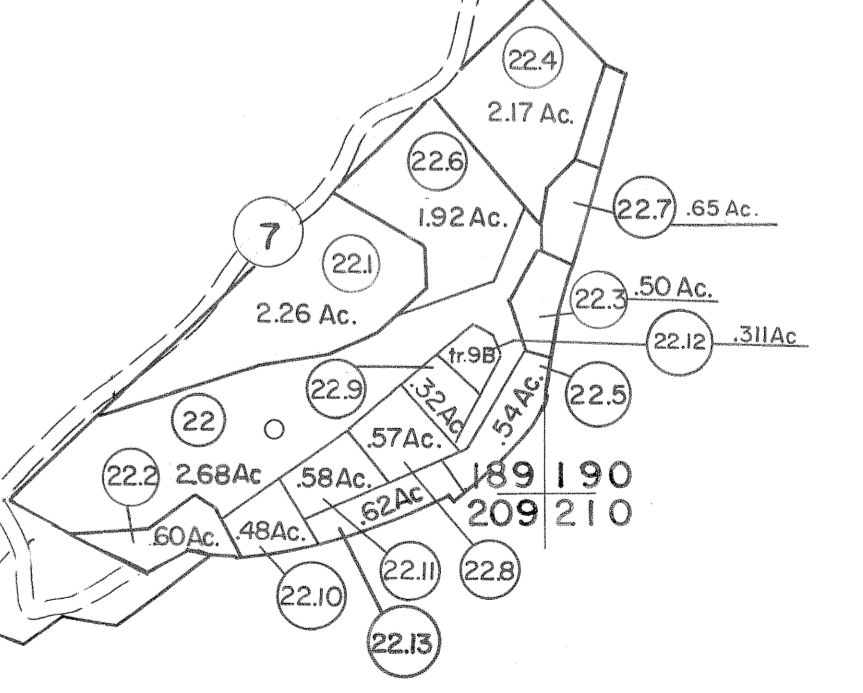 22.4
2.17 Ac.
22.6
1.92 Ac.
22.7 .65 Ac.
7
22.1
2.26 Ac.
22.3 .50 Ac.
22.12 .311Ac
tr.9B
22.9
.32Ac
22.5
.54Ac.
22
.57Ac.
22.2
2.68Ac
.58Ac.
189 190
.62Ac
209 210
.60Ac.
.48Ac.
22.11
22.8
22.10
22.13